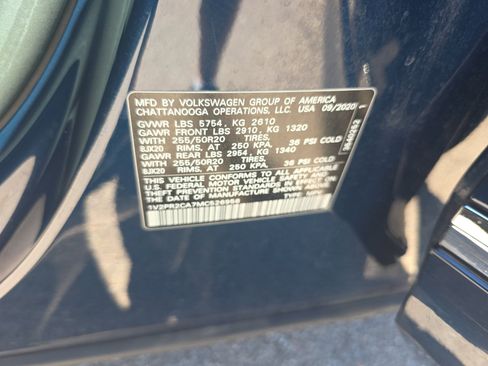 MFD BY VOLKSWAGEN GROUP OF AMERICA
CHATTANOOGA OPERATIONS, LLC. USA 09/2020
GVWR LBS 5754, KG 2610
GAWR FRONT LBS 2910, KG 1320
WITH 255/50R20 TIRES,
8JX20 RIMS, AT 250 KPA, 36 PSI COLD
GAWR REAR LBS 2954, KG 1340
WITH 255/50R20 TIRES,
8JX20 RIMS, AT 250 KPA, 36 PSI COLD
THIS VEHICLE CONFORMS TO ALL APPLICABLE
U.S. FEDERAL MOTOR VEHICLE SAFETY AND
THEFT PREVENTION STANDARDS IN EFFECT ON THE
DATE OF MANUFACTURE SHOWN ABOVE
1V2PR2CA7MC526958